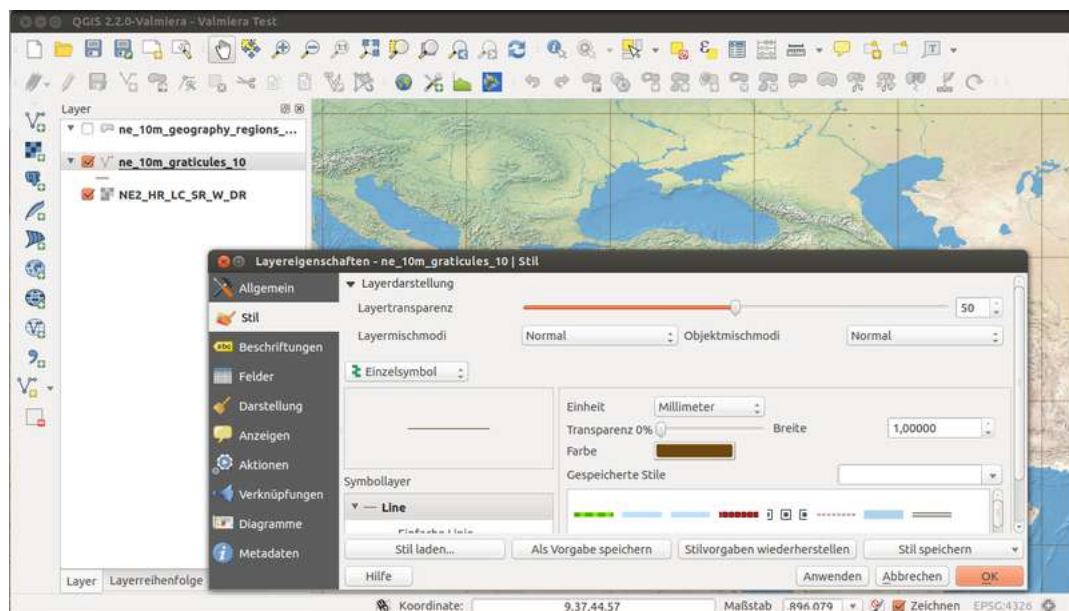 QGIS 2.2.0-Valmiera - Valmiera Test
Layer
ne_10m_geography_regions_...
ne_10m_graticules_10
NE2_HR_LC_SR_W_DR
Layereigenschaften - ne_10m_graticules_10 | Stil
Allgemein
Stil
abc Beschriftungen
Felder
Darstellung
Anzeigen
Aktionen
Verknüpfungen
Diagramme
Metadaten
Layerdarstellung
Layertransparenz 50
Layermischmodi Normal Objektmischmodi Normal
Einzelsymbol
Einheit Millimeter
Transparenz 0% Breite 1,00000
Farbe
Gespeicherte Stile
Symbollayer
Line
Einfache Linie
Stil laden... Als Vorgabe speichern Stilvorgaben wiederherstellen Stil speichern
Hilfe Anwenden Abbrechen OK
Layer Layerreihenfolge
Koordinate: 9.37,44.57 Maßstab 896.079 Zeichnen EPSG:4326